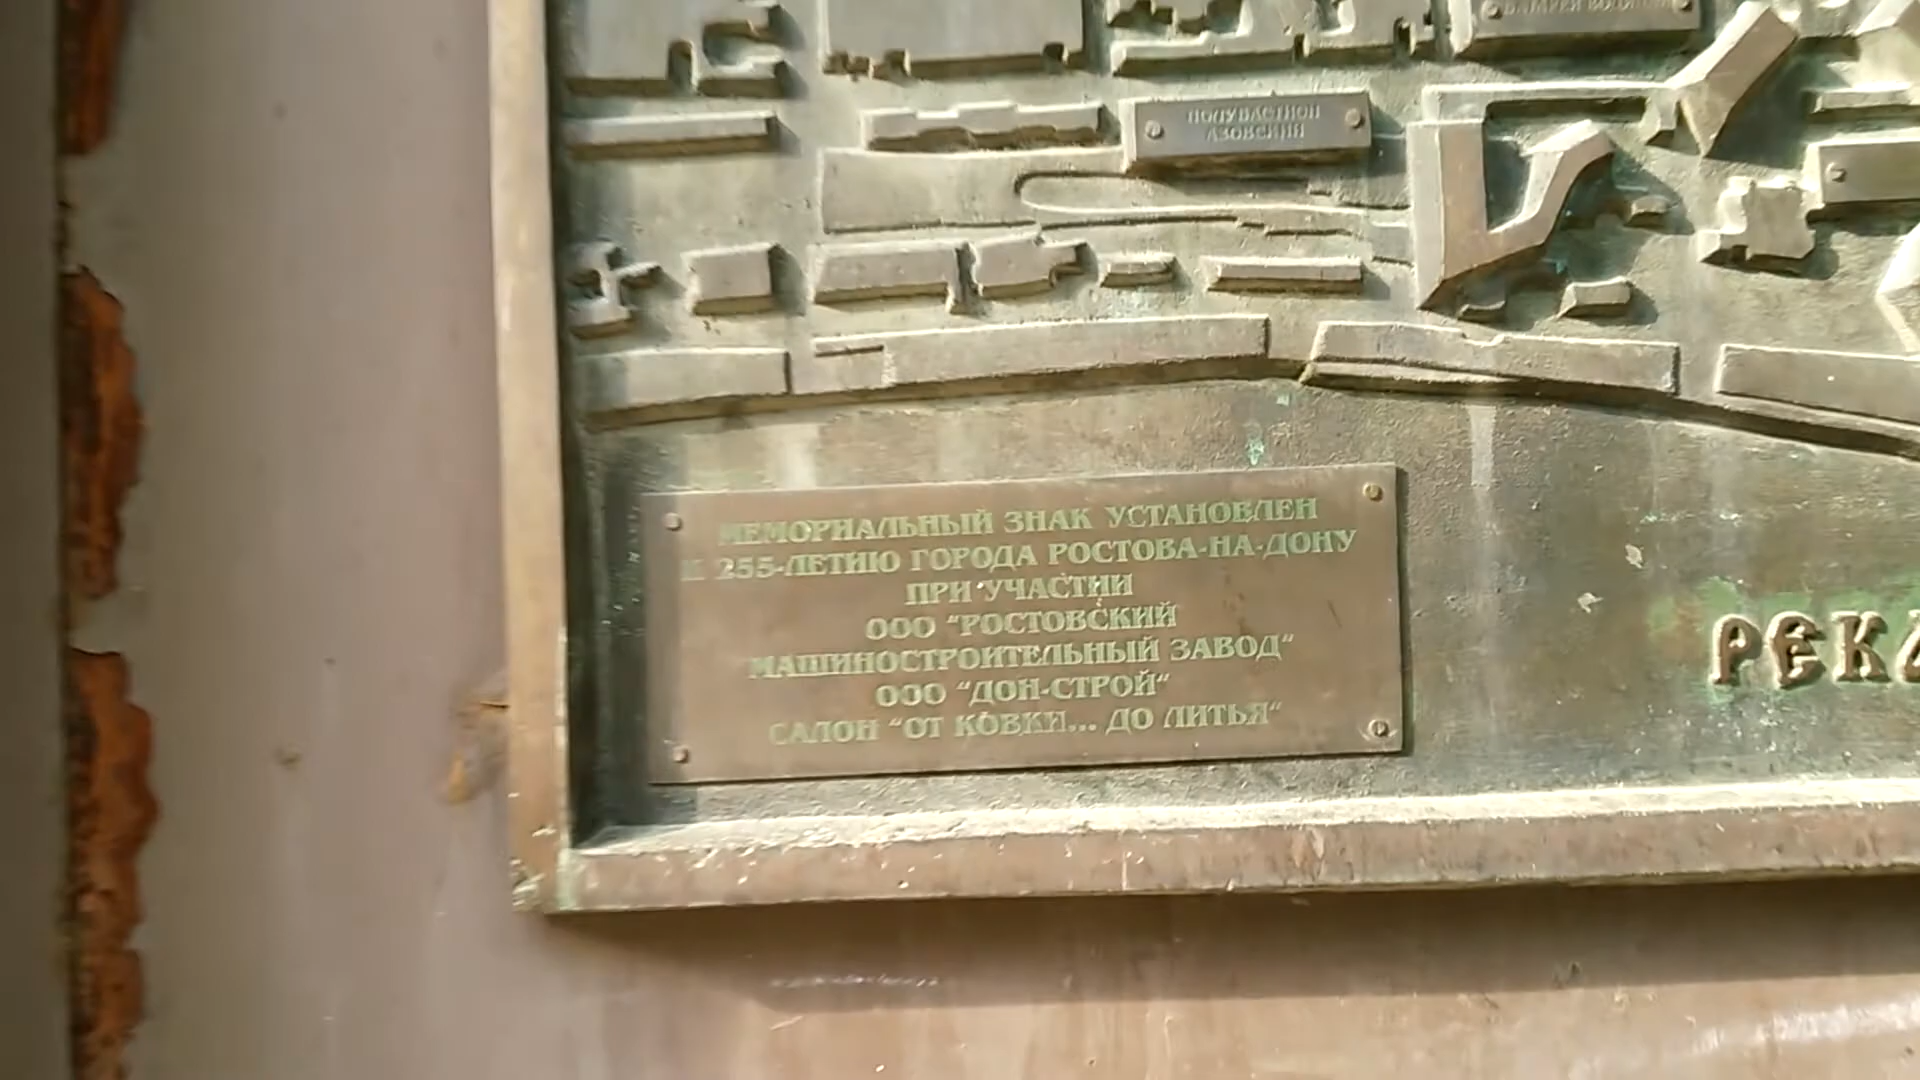 ПОЛУБАСТИОН
АЗОВСКИЙ
МЕМОРИАЛЬНЫЙ ЗНАК УСТАНОВЛЕН
К 255-ЛЕТИЮ ГОРОДА РОСТОВА-НА-ДОНУ
ПРИ УЧАСТИИ
ООО "РОСТОВСКИЙ
МАШИНОСТРОИТЕЛЬНЫЙ ЗАВОД"
ООО "ДОН-СТРОЙ"
САЛОН "ОТ КОВКИ... ДО ЛИТЬЯ"
РЕКА